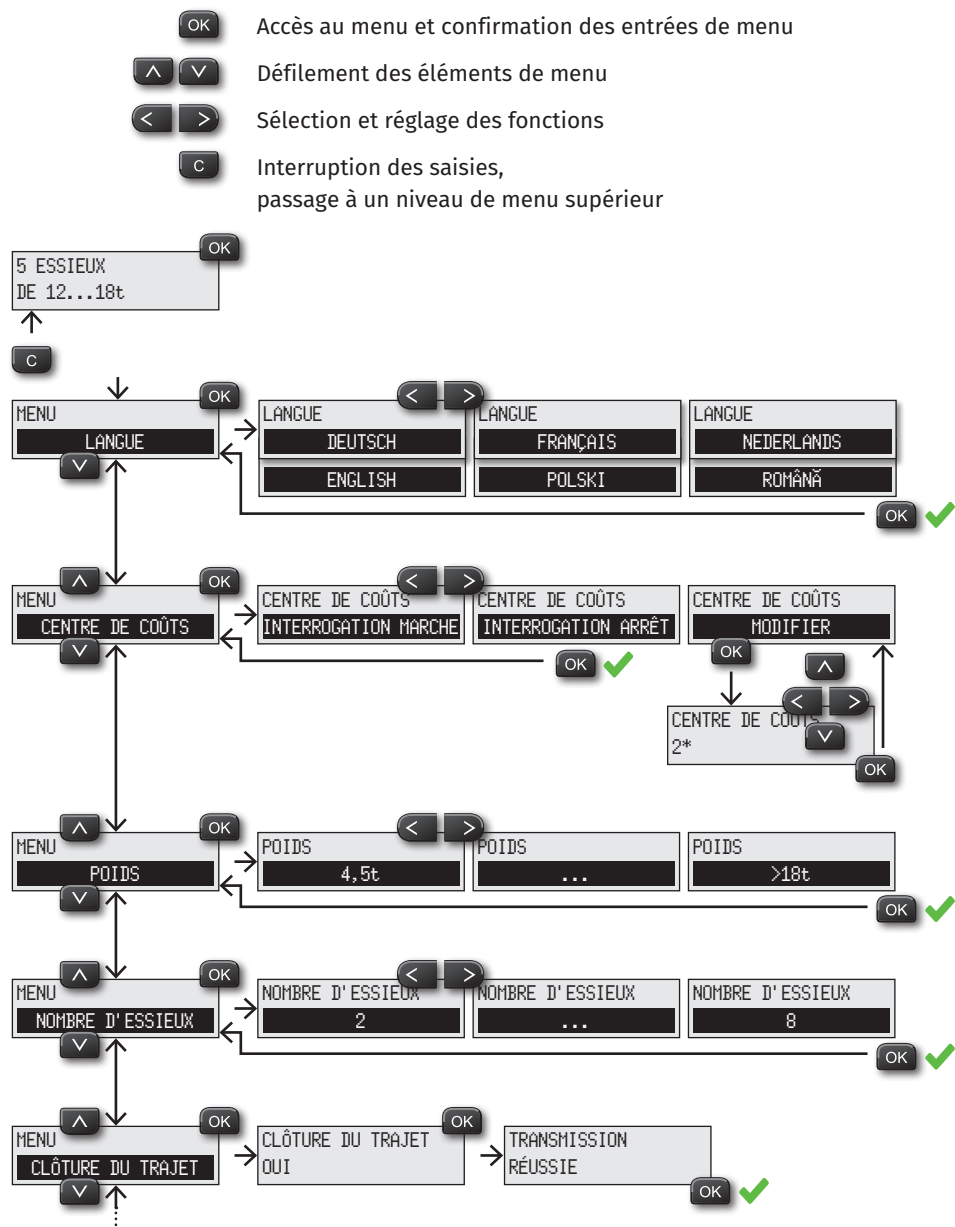 OK Accès au menu et confirmation des entrées de menu
Défilement des éléments de menu
Sélection et réglage des fonctions
C Interruption des saisies,
passage à un niveau de menu supérieur
OK
5 ESSIEUX
DE 12...18t
C
OK
MENU
LANGUE
LANGUE
DEUTSCH
LANGUE
FRANÇAIS
LANGUE
NEDERLANDS
ENGLISH
POLSKI
ROMÂNĂ
OK
OK
MENU
CENTRE DE COÛTS
CENTRE DE COÛTS
INTERROGATION MARCHE
CENTRE DE COÛTS
INTERROGATION ARRÊT
CENTRE DE COÛTS
MODIFIER
OK
OK
CENTRE DE COÛTS
2*
OK
OK
MENU
POIDS
POIDS
4,5t
POIDS
...
POIDS
>18t
OK
OK
MENU
NOMBRE D'ESSIEUX
NOMBRE D'ESSIEUX
2
NOMBRE D'ESSIEUX
...
NOMBRE D'ESSIEUX
8
OK
OK
MENU
CLÔTURE DU TRAJET
OK
CLÔTURE DU TRAJET
OUI
TRANSMISSION
RÉUSSIE
OK